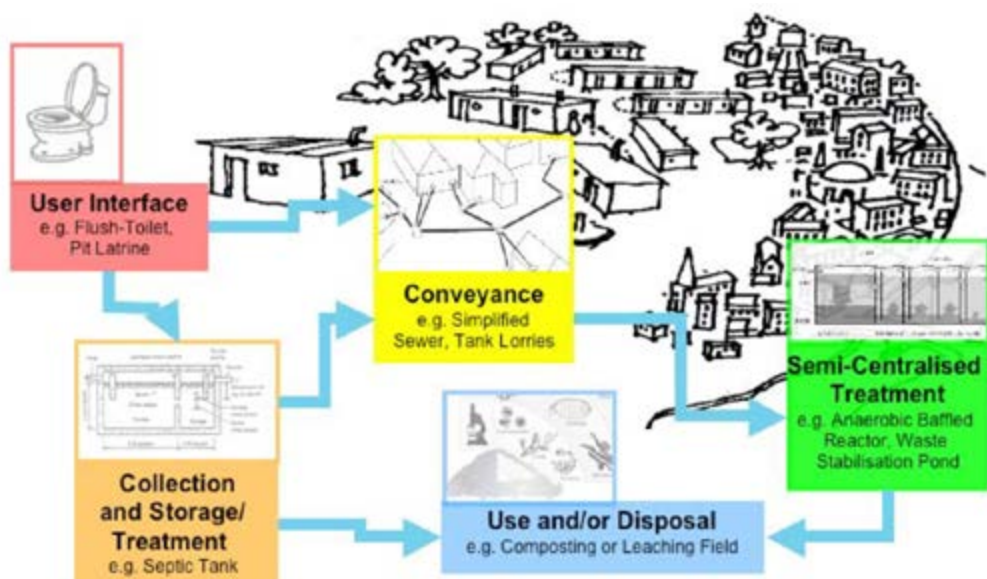 User Interface
e.g. Flush-Toilet,
Pit Latrine
Conveyance
e.g. Simplified
Sewer, Tank Lorries
Semi-Centralised
Treatment
e.g. Anaerobic Baffled
Reactor, Waste
Stabilisation Pond
Collection
and Storage/
Treatment
e.g. Septic Tank
Use and/or Disposal
e.g. Composting or Leaching Field